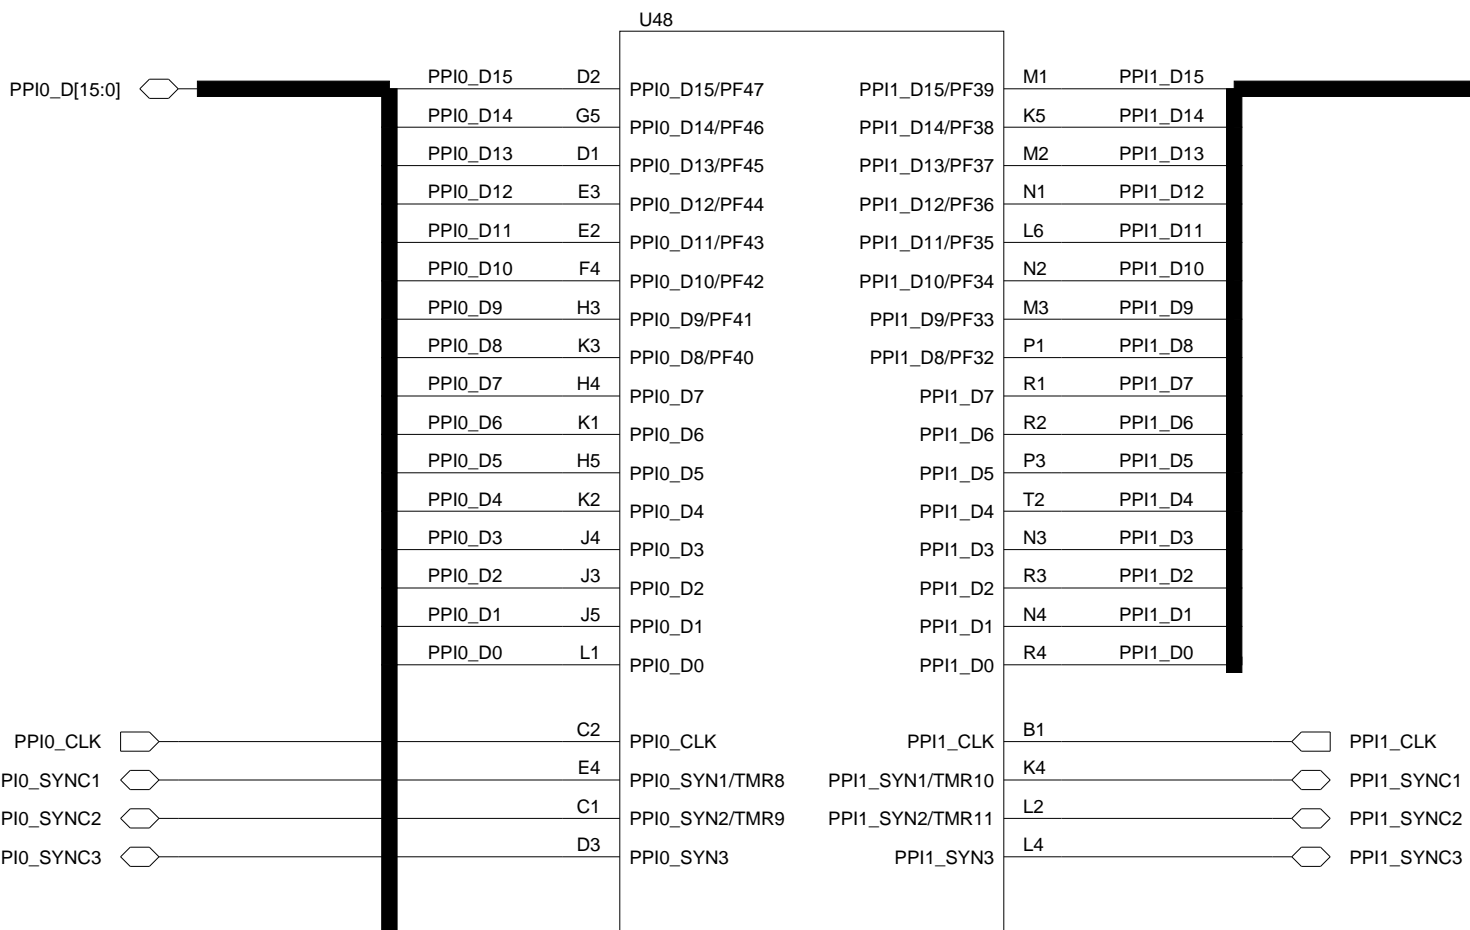 U48
PPI0_D[15:0] PPI0_D15 D2 PPI0_D15/PF47 PPI1_D15/PF39 M1 PPI1_D15
PPI0_D14 G5 PPI0_D14/PF46 PPI1_D14/PF38 K5 PPI1_D14
PPI0_D13 D1 PPI0_D13/PF45 PPI1_D13/PF37 M2 PPI1_D13
PPI0_D12 E3 PPI0_D12/PF44 PPI1_D12/PF36 N1 PPI1_D12
PPI0_D11 E2 PPI0_D11/PF43 PPI1_D11/PF35 L6 PPI1_D11
PPI0_D10 F4 PPI0_D10/PF42 PPI1_D10/PF34 N2 PPI1_D10
PPI0_D9 H3 PPI0_D9/PF41 PPI1_D9/PF33 M3 PPI1_D9
PPI0_D8 K3 PPI0_D8/PF40 PPI1_D8/PF32 P1 PPI1_D8
PPI0_D7 H4 PPI0_D7 PPI1_D7 R1 PPI1_D7
PPI0_D6 K1 PPI0_D6 PPI1_D6 R2 PPI1_D6
PPI0_D5 H5 PPI0_D5 PPI1_D5 P3 PPI1_D5
PPI0_D4 K2 PPI0_D4 PPI1_D4 T2 PPI1_D4
PPI0_D3 J4 PPI0_D3 PPI1_D3 N3 PPI1_D3
PPI0_D2 J3 PPI0_D2 PPI1_D2 R3 PPI1_D2
PPI0_D1 J5 PPI0_D1 PPI1_D1 N4 PPI1_D1
PPI0_D0 L1 PPI0_D0 PPI1_D0 R4 PPI1_D0
PPI0_CLK C2 PPI0_CLK PPI1_CLK B1 PPI1_CLK
PI0_SYNC1 E4 PPI0_SYN1/TMR8 PPI1_SYN1/TMR10 K4 PPI1_SYNC1
PI0_SYNC2 C1 PPI0_SYN2/TMR9 PPI1_SYN2/TMR11 L2 PPI1_SYNC2
PI0_SYNC3 D3 PPI0_SYN3 PPI1_SYN3 L4 PPI1_SYNC3